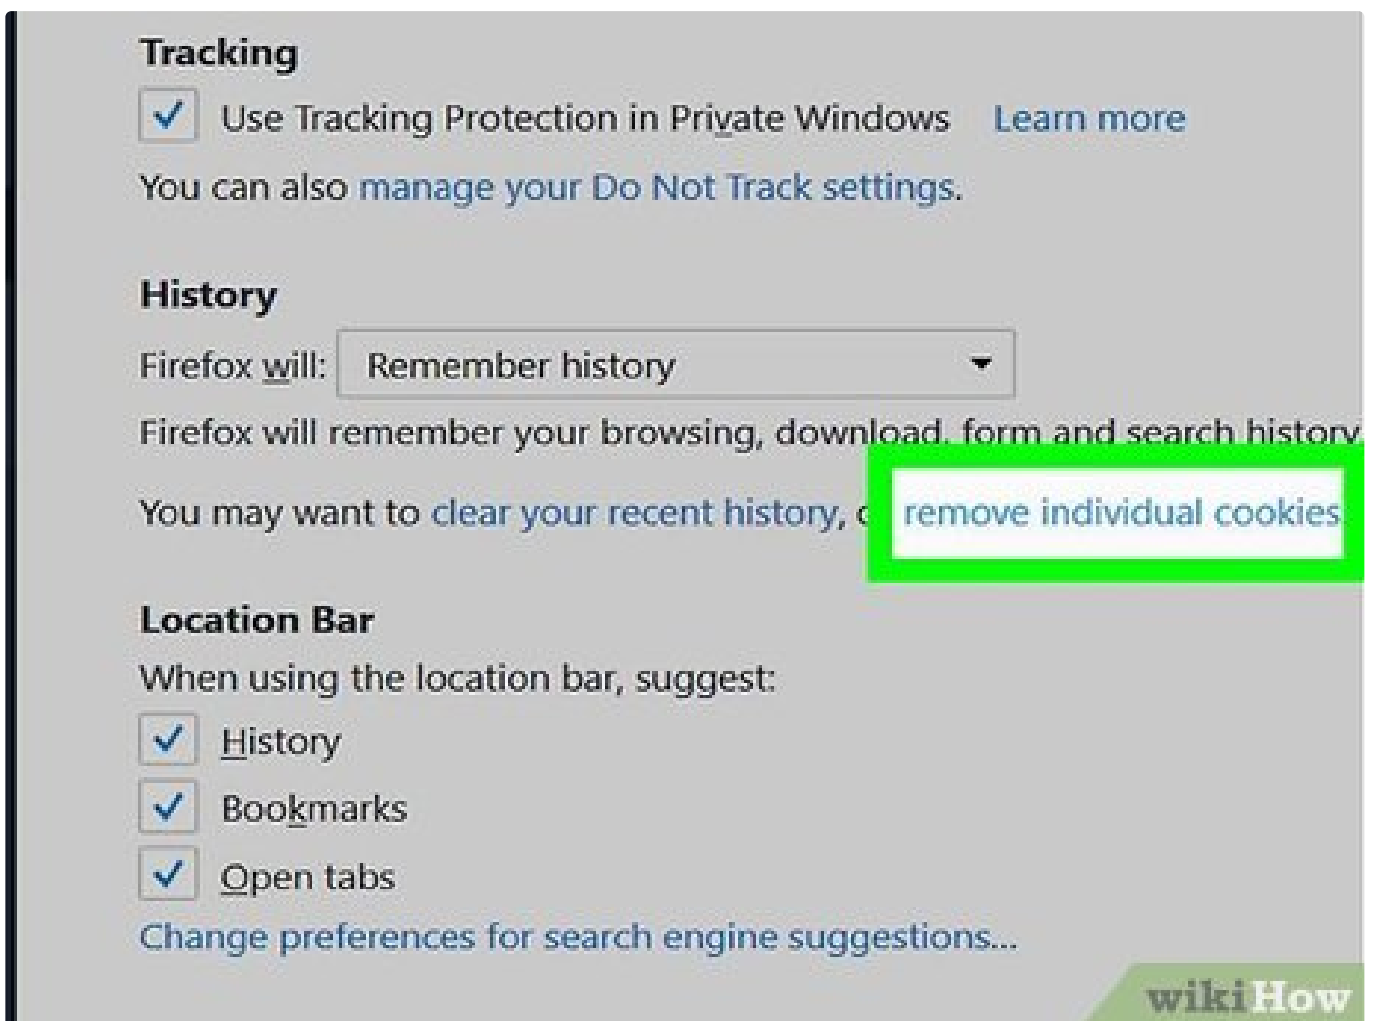 Tracking
Use Tracking Protection in Private Windows Learn more
You can also manage your Do Not Track settings.
History
Firefox will: Remember history
Firefox will remember your browsing, download, form and search history
You may want to clear your recent history, remove individual cookies
Location Bar
When using the location bar, suggest:
History
Bookmarks
Open tabs
Change preferences for search engine suggestions...
wikiHow